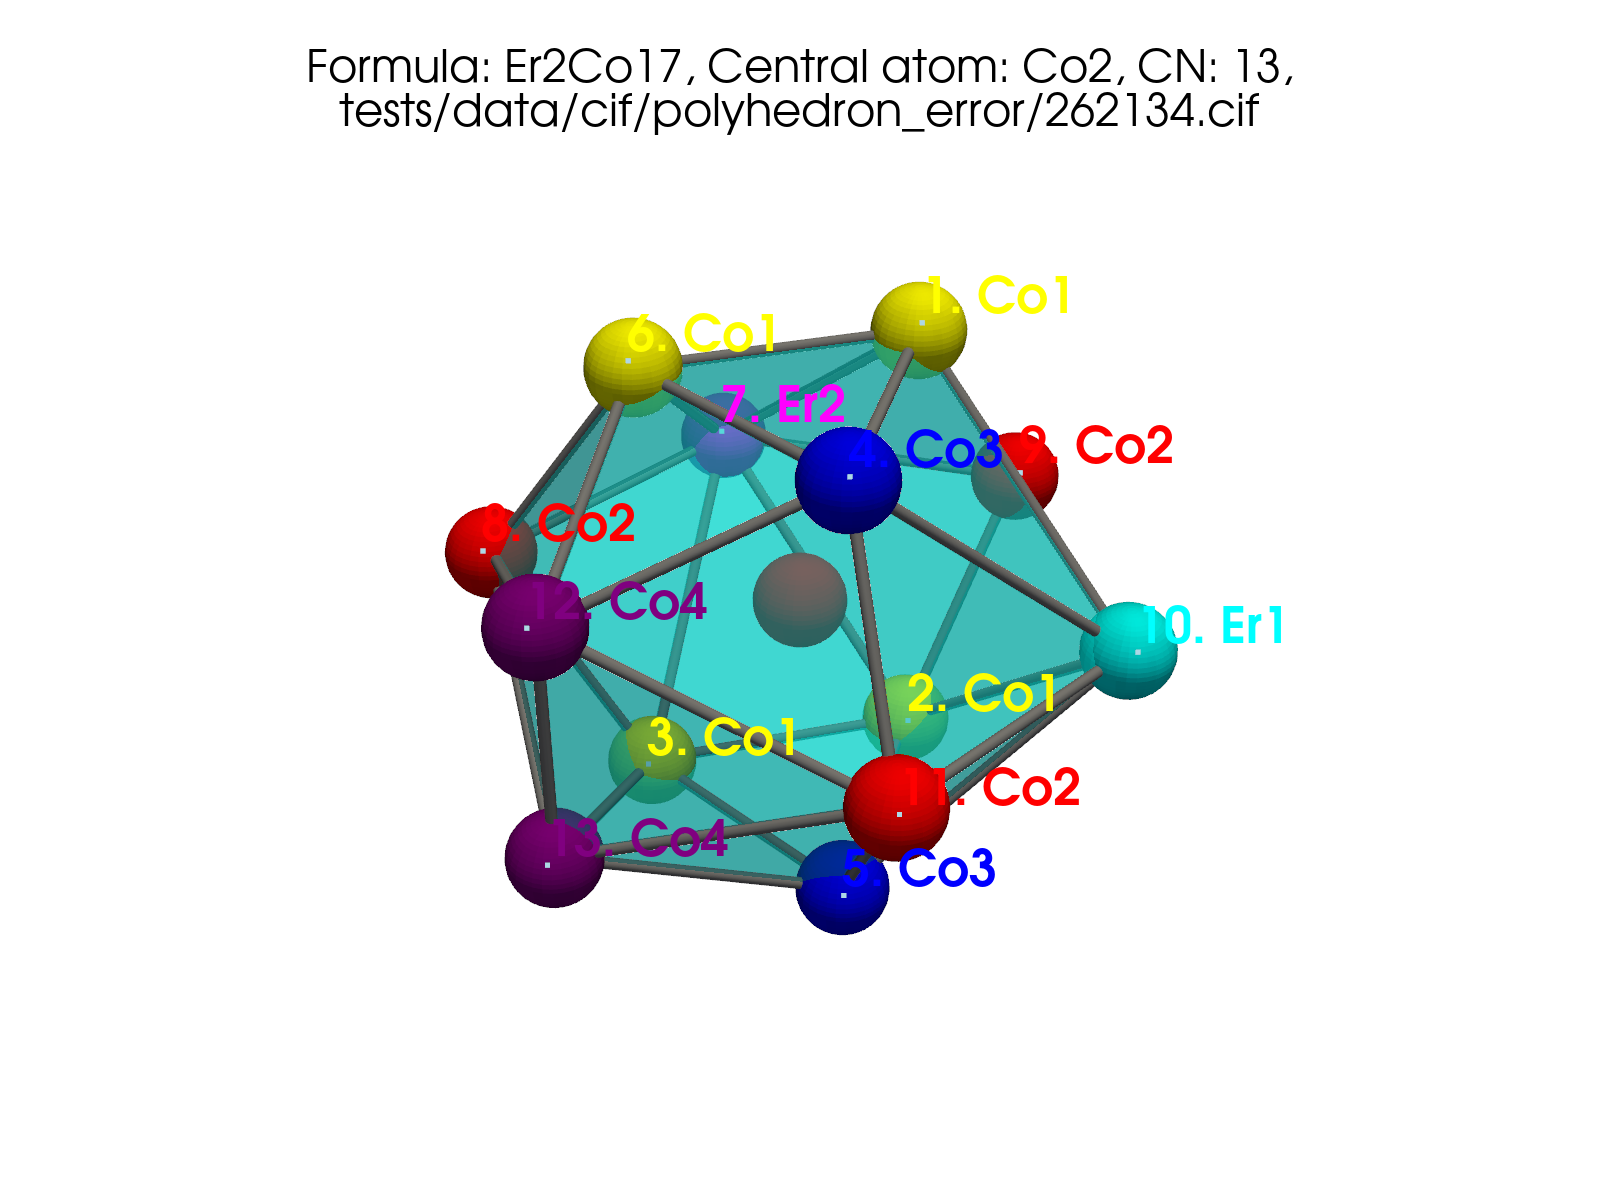 Formula: Er2Co17, Central atom: Co2, CN: 13,
tests/data/cif/polyhedron_error/262134.cif
1. Co1
6. Co1
7. Er2
4. Co3
9. Co2
8. Co2
12. Co4
10. Er1
2. Co1
3. Co1
11. Co2
13. Co4
5. Co3